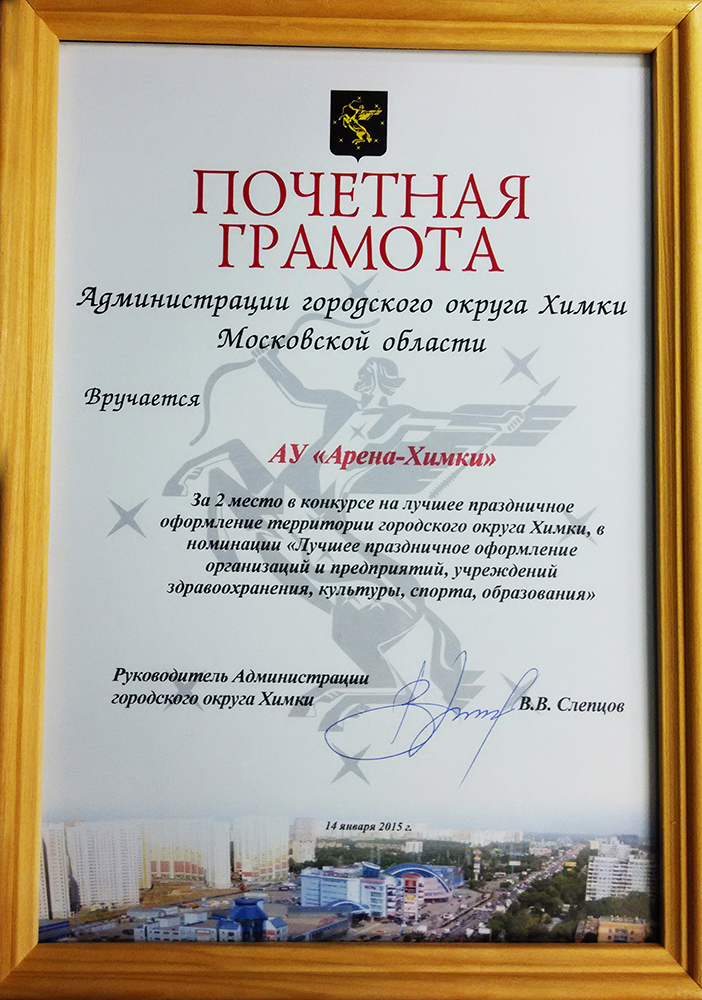 ПОЧЕТНАЯ
ГРАМОТА
Администрации городского округа Химки
Московской области
Вручается
АУ «Арена-Химки»
За 2 место в конкурсе на лучшее праздничное
оформление территории городского округа Химки, в
номинации «Лучшее праздничное оформление
организаций и предприятий, учреждений
здравоохранения, культуры, спорта, образования»
Руководитель Администрации
городского округа Химки
В.В. Слепцов
14 января 2015 г.